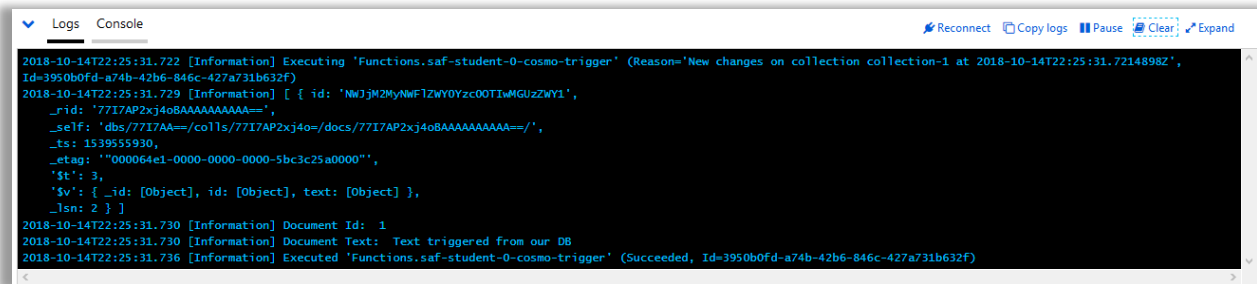 Logs Console Reconnect Copy logs Pause Clear Expand
2018-10-14T22:25:31.722 [Information] Executing 'Functions.saf-student-0-cosmo-trigger' (Reason='New changes on collection collection-1 at 2018-10-14T22:25:31.7214898Z',
Id=3950b0fd-a74b-42b6-846c-427a731b632f)
2018-10-14T22:25:31.729 [Information] [ { id: 'NWJjM2MyNWFlZWY0Yzc0OTIwMGUzZWY1',
_rid: '77I7AP2xj4oBAAAAAAAAAA==',
_self: 'dbs/77I7AA==/colls/77I7AP2xj4o=/docs/77I7AP2xj4oBAAAAAAAAAA==/',
_ts: 1539555930,
_etag: '"000064e1-0000-0000-0000-5bc3c25a0000"',
'$t': 3,
'$v': { _id: [Object], id: [Object], text: [Object] },
_lsn: 2 } ]
2018-10-14T22:25:31.730 [Information] Document Id:  1
2018-10-14T22:25:31.730 [Information] Document Text:  Text triggered from our DB
2018-10-14T22:25:31.736 [Information] Executed 'Functions.saf-student-0-cosmo-trigger' (Succeeded, Id=3950b0fd-a74b-42b6-846c-427a731b632f)